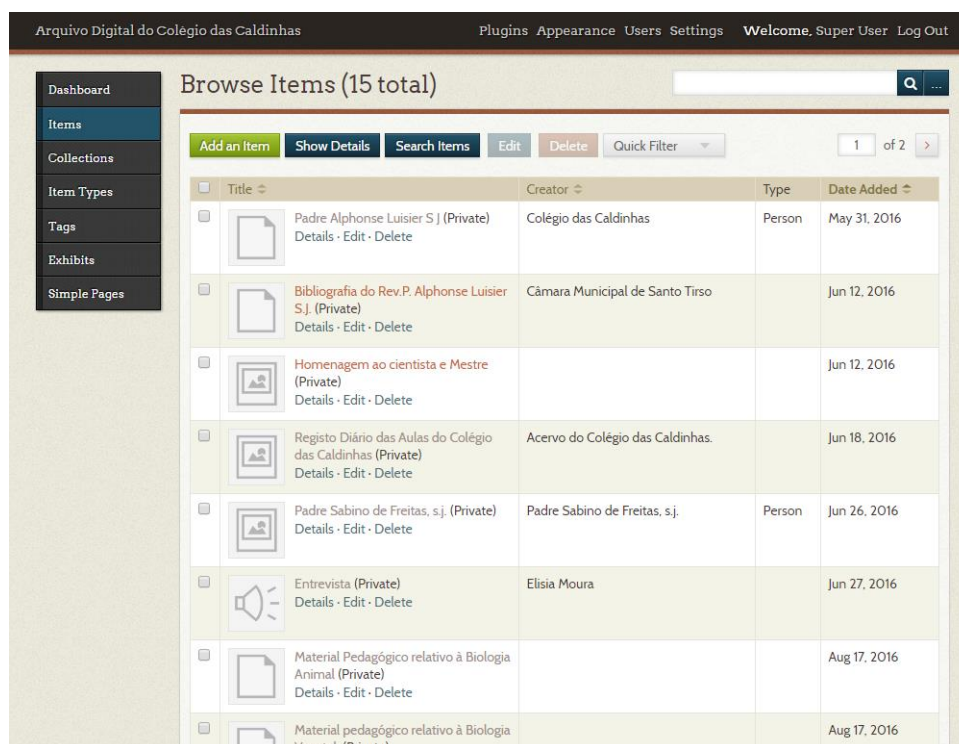 Arquivo Digital do Colégio das Caldinhas Plugins Appearance Users Settings Welcome, Super User Log Out
Dashboard
Items
Collections
Item Types
Tags
Exhibits
Simple Pages
Browse Items (15 total)
...
Add an Item Show Details Search Items Edit Delete Quick Filter 1 of 2 >
Title Creator Type Date Added
Padre Alphonse Luisier S J (Private) Colégio das Caldinhas Person May 31, 2016
Details · Edit · Delete
Bibliografia do Rev.P. Alphonse Luisier Câmara Municipal de Santo Tirso Jun 12, 2016
S.J. (Private)
Details · Edit · Delete
Homenagem ao cientista e Mestre Jun 12, 2016
(Private)
Details · Edit · Delete
Registo Diário das Aulas do Colégio Acervo do Colégio das Caldinhas. Jun 18, 2016
das Caldinhas (Private)
Details · Edit · Delete
Padre Sabino de Freitas, s.j. (Private) Padre Sabino de Freitas, s.j. Person Jun 26, 2016
Details · Edit · Delete
Entrevista (Private) Elisia Moura Jun 27, 2016
Details · Edit · Delete
Material Pedagógico relativo à Biologia Aug 17, 2016
Animal (Private)
Details · Edit · Delete
Material pedagógico relativo à Biologia Aug 17, 2016